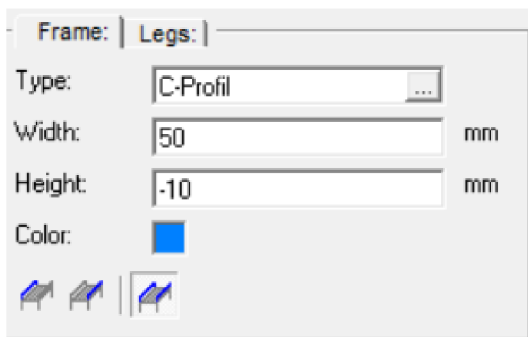 Frame: Legs:
Type: C-Profil ...
Width: 50 mm
Height: -10 mm
Color: